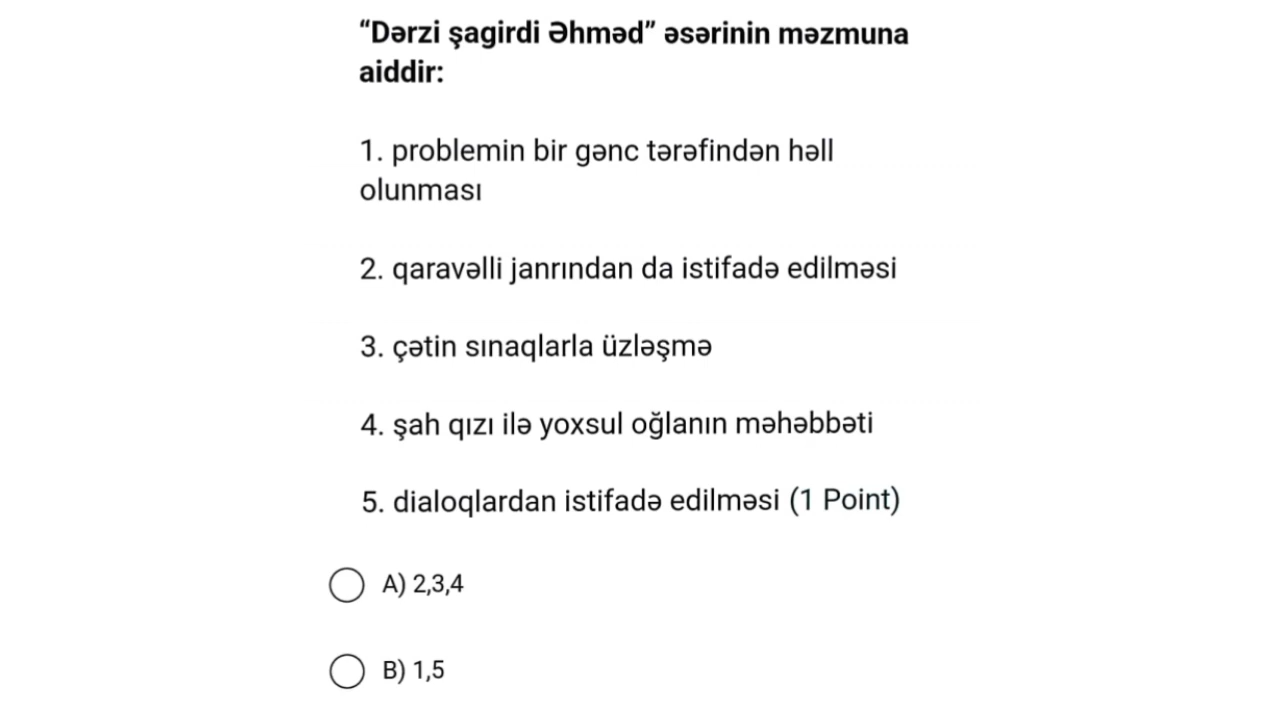 “Dərzi şagirdi Əhməd” əsərinin məzmuna
aiddir:
1. problemin bir gənc tərəfindən həll
olunması
2. qaravəlli janrından da istifadə edilməsi
3. çətin sınaqlarla üzləşmə
4. şah qızı ilə yoxsul oğlanın məhəbbəti
5. dialoqlardan istifadə edilməsi (1 Point)
A) 2,3,4
B) 1,5